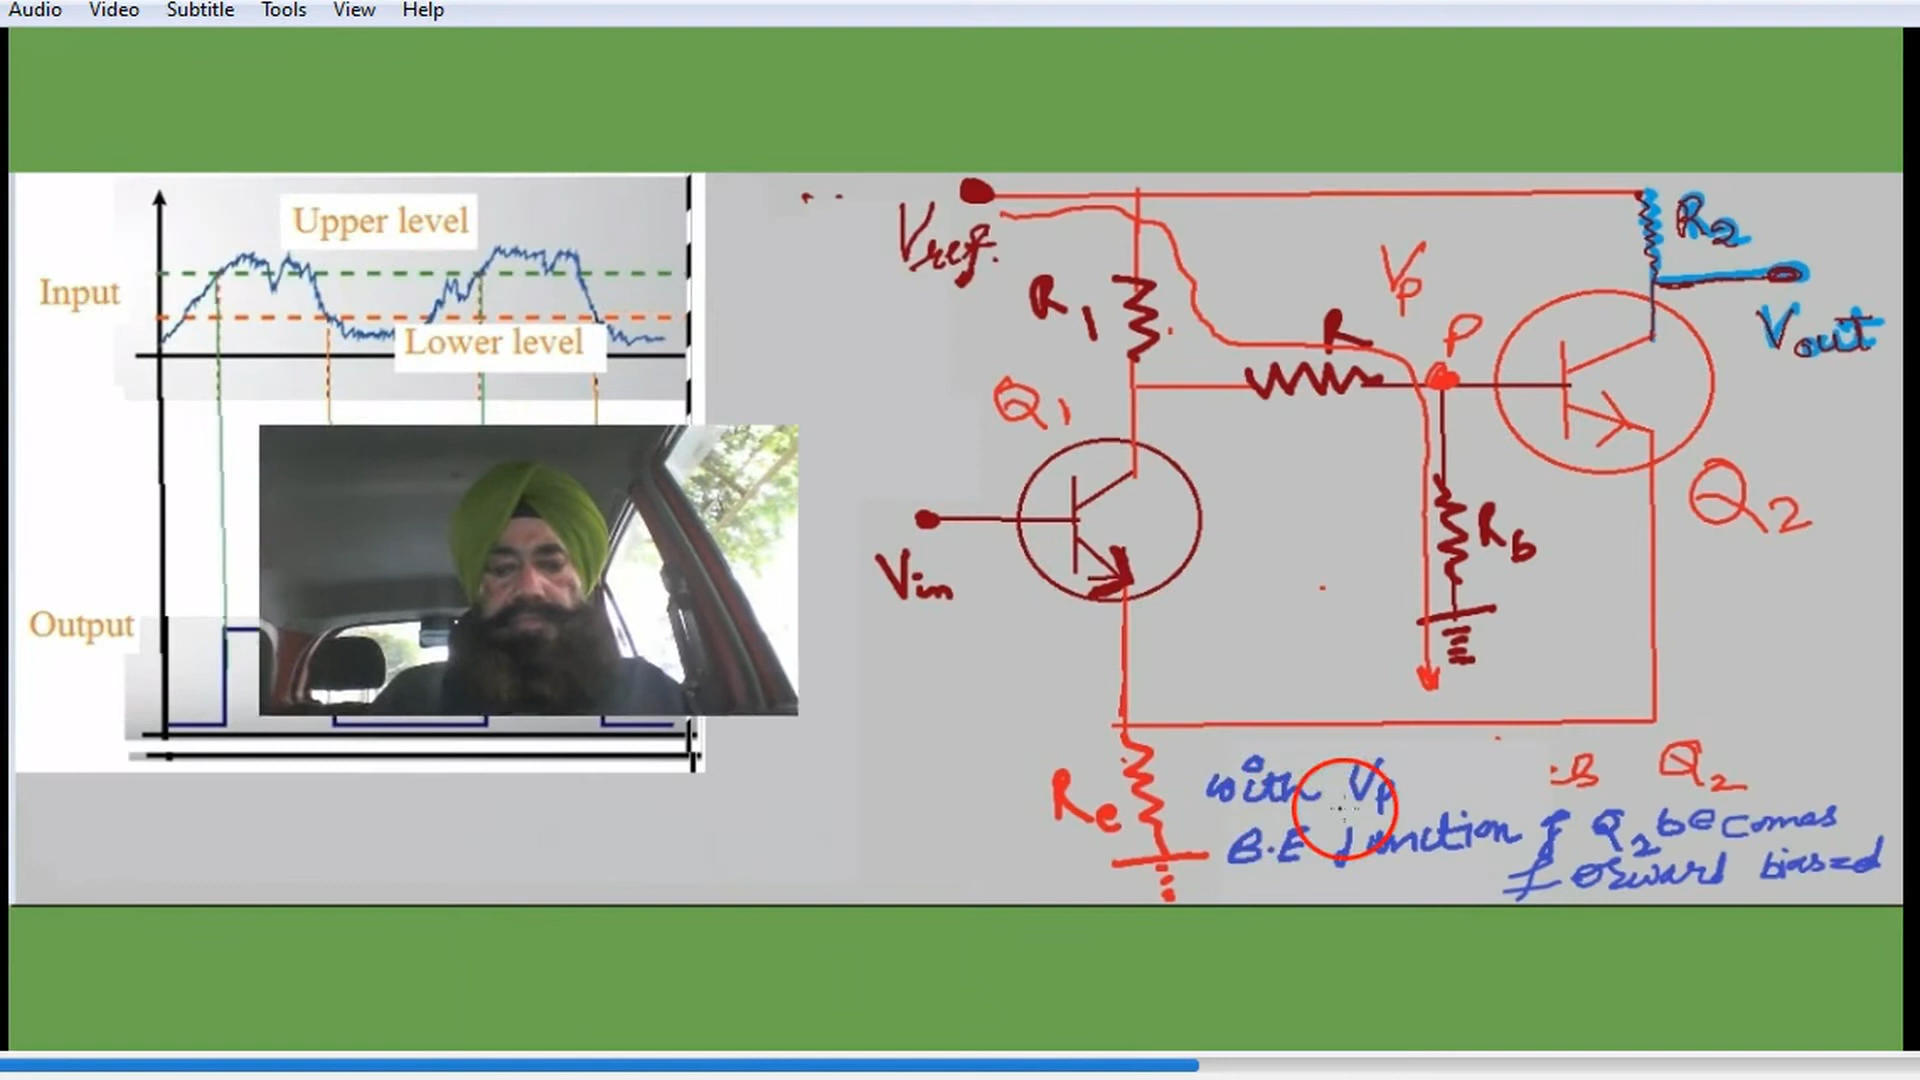 Audio Video Subtitle Tools View Help
Upper level
Input
Lower level
Output
Vref.
R1
R2
Vp
R
P
Vout
Q1
Q2
Vin
Rb
Re
B Q2
with Vp
B.E Junction of Q2 becomes
forward biased